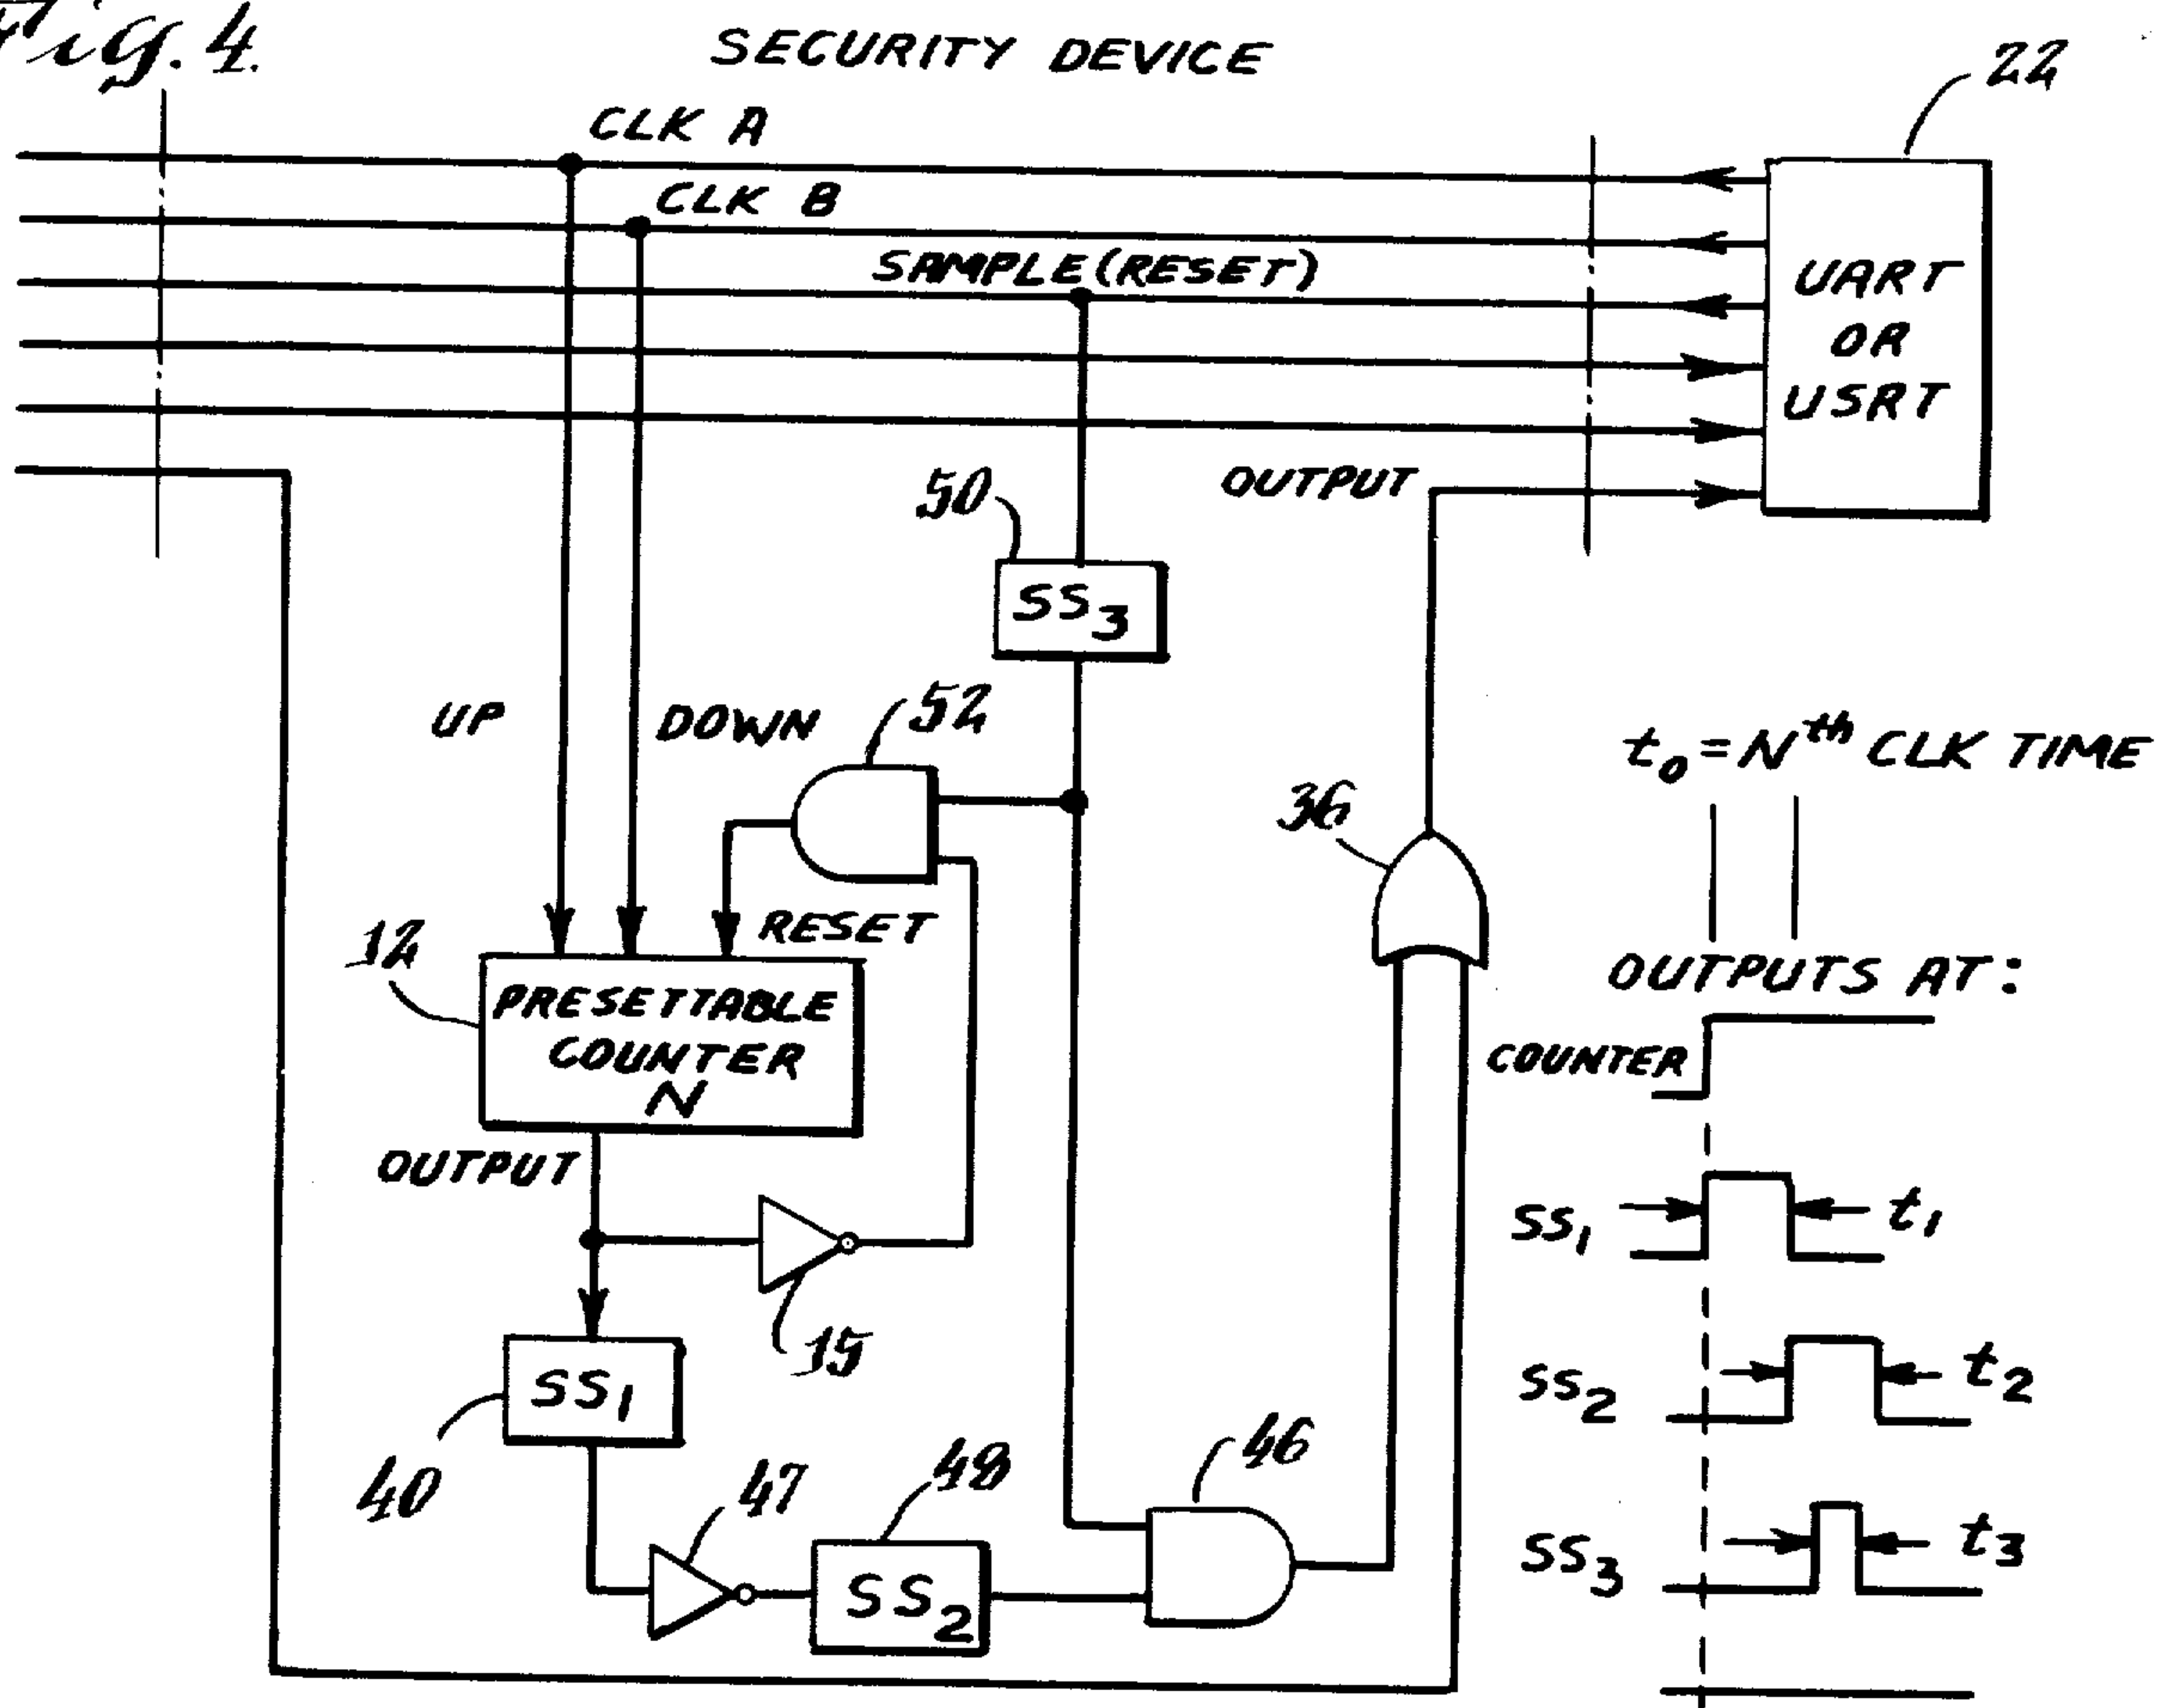 Fig. 4.
SECURITY DEVICE
22
CLK A
CLK B
SAMPLE (RESET)
UART
OR
USRT
OUTPUT
50
SS3
UP
DOWN
52
t0 = Nth CLK TIME
36
RESET
12
OUTPUTS AT:
PRESETTABLE
COUNTER
N
COUNTER
OUTPUT
SS1
t1
15
SS1
40
SS2
t2
47
48
46
SS2
SS3
t3